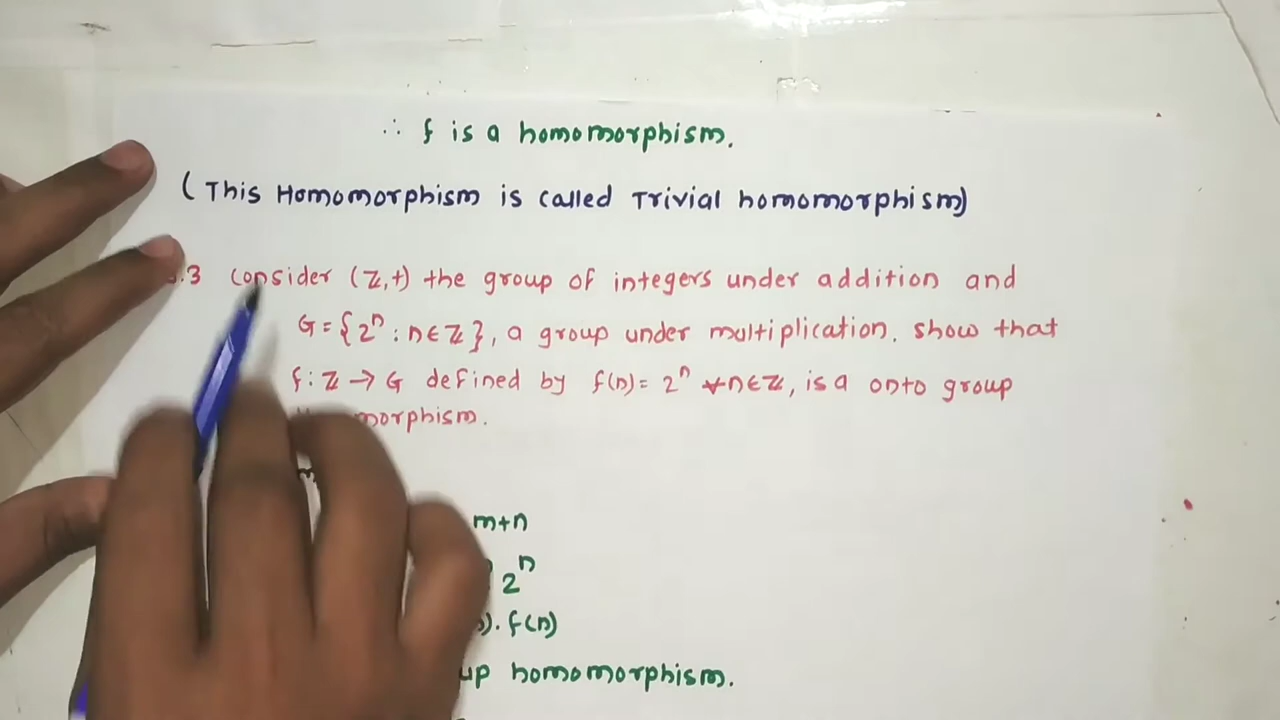 ∴ f is a homomorphism.
(This Homomorphism is called Trivial homomorphism)
.3 Consider (ℤ,+) the group of integers under addition and
G = {2ⁿ : n∈ℤ}, a group under multiplication. show that
f : ℤ → G defined by f(n) = 2ⁿ ∀n∈ℤ, is a onto group
morphism.
m+n
2ⁿ
). f(n)
up homomorphism.